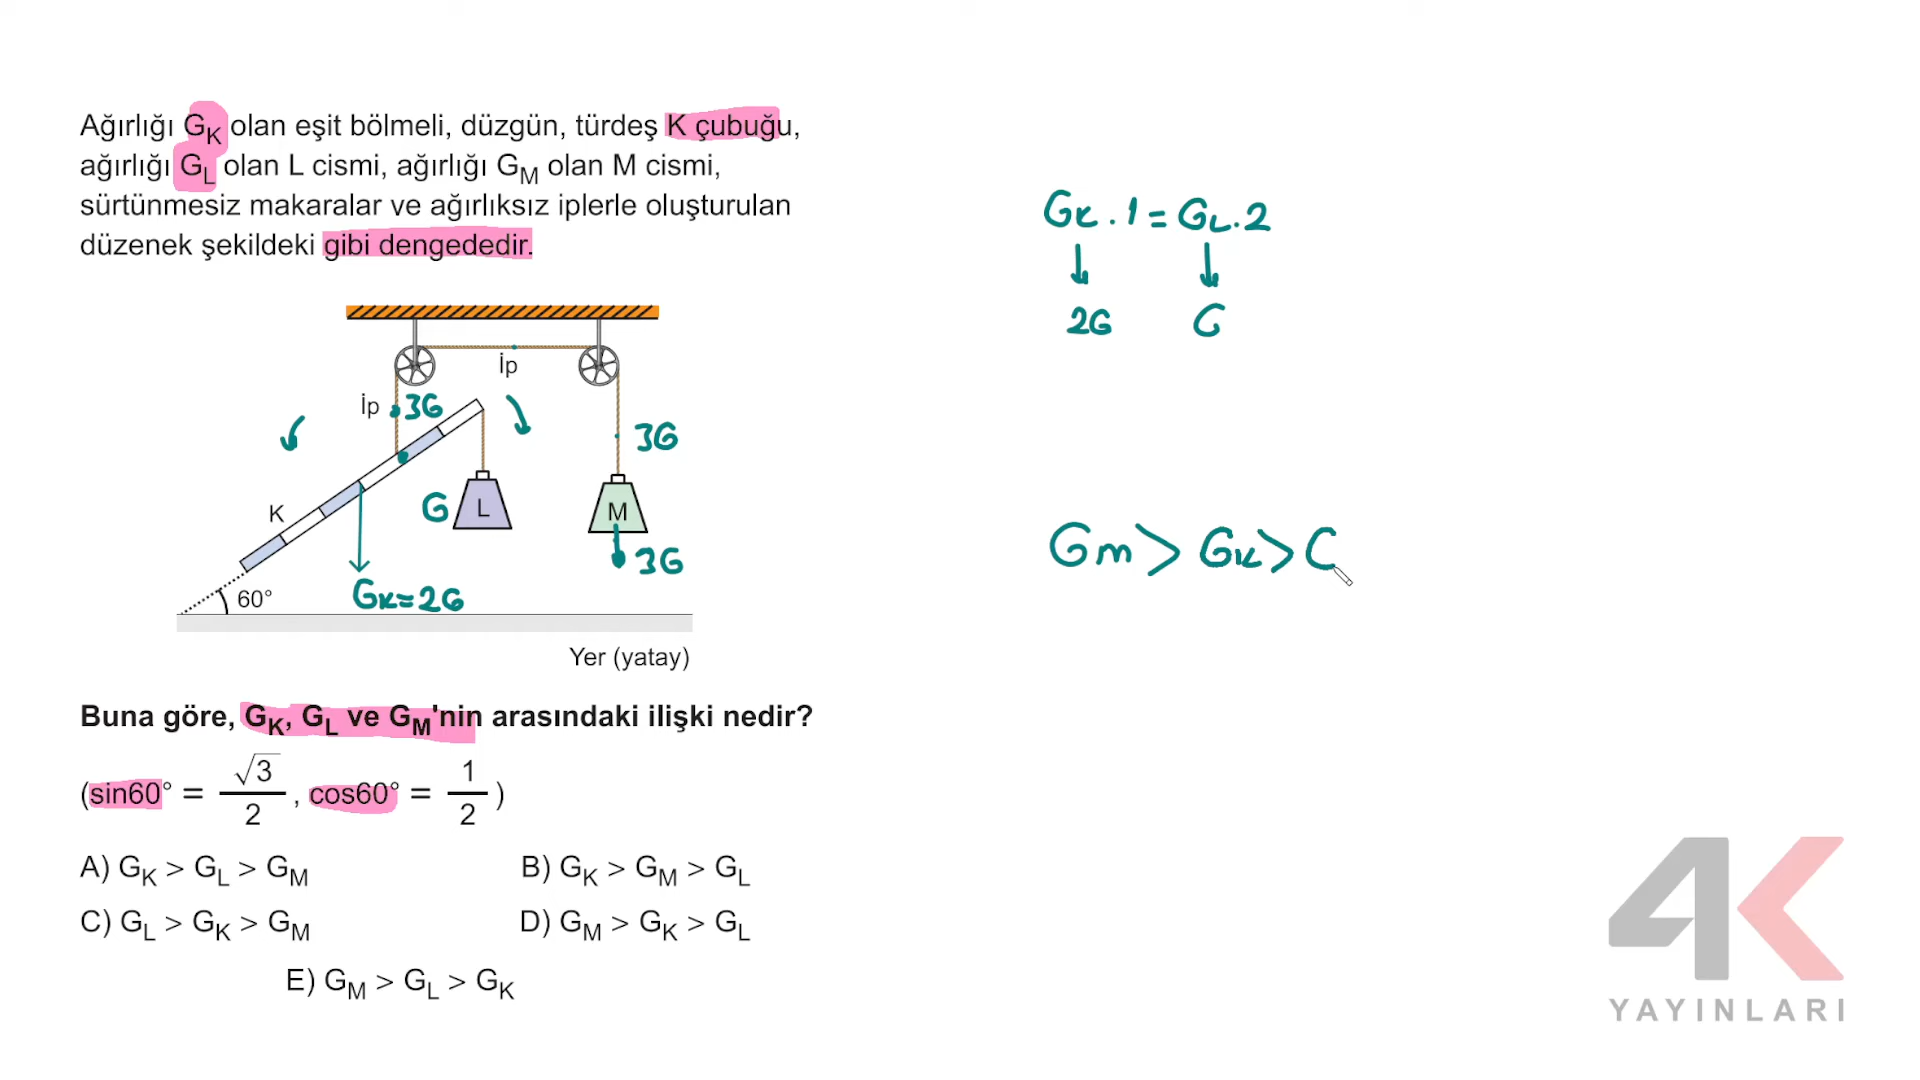 Ağırlığı GK olan eşit bölmeli, düzgün, türdeş K çubuğu,
ağırlığı GL olan L cismi, ağırlığı GM olan M cismi,
sürtünmesiz makaralar ve ağırlıksız iplerle oluşturulan
düzenek şekildeki gibi dengededir.
İp
İp
3G
3G
K
G
L
M
3G
60°
GK=2G
Yer (yatay)
Buna göre, GK, GL ve GM'nin arasındaki ilişki nedir?
(sin60° = √3/2, cos60° = 1/2)
A) GK > GL > GM
B) GK > GM > GL
C) GL > GK > GM
D) GM > GK > GL
E) GM > GL > GK
GK.1=GL.2
↓ ↓
2G G
Gm>GK>C
4K
YAYINLARI